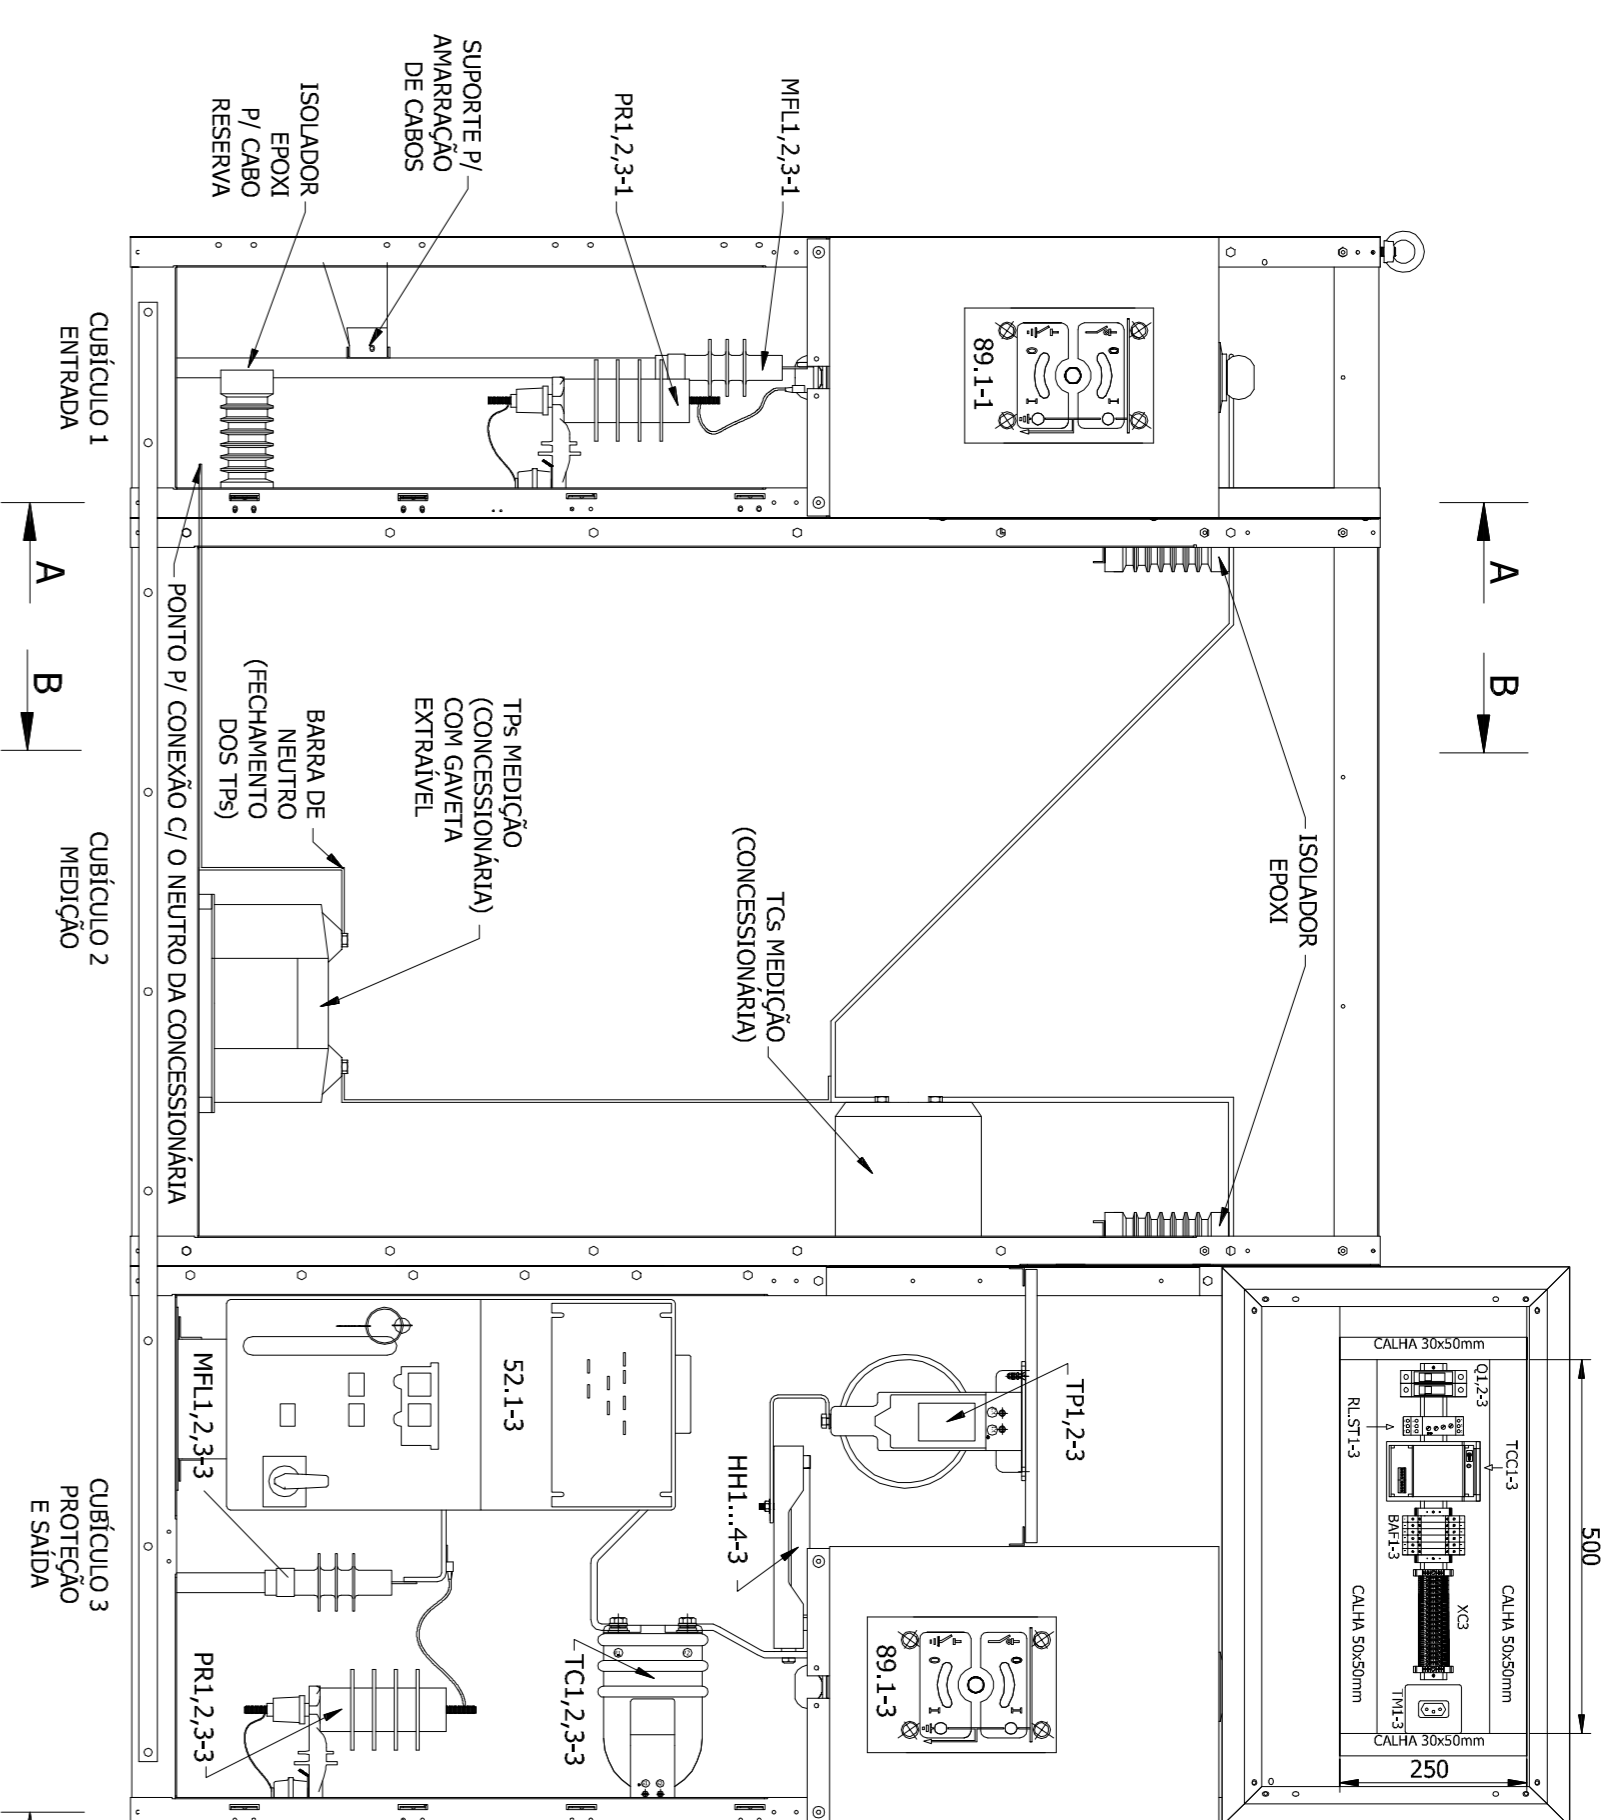 SUPORTE P/
AMARRAÇÃO
DE CABOS
ISOLADOR
EPOXI
P/ CABO
RESERVA
PR1,2,3-1
MFL1,2,3-1
89.1-1
O
I
O
I
CUBÍCULO 1
ENTRADA
A
A
B
B
PONTO P/ CONEXÃO C/ O NEUTRO DA CONCESSIONÁRIA
BARRA DE
NEUTRO
(FECHAMENTO
DOS TPs)
TPs MEDIÇÃO
(CONCESSIONÁRIA)
COM GAVETA
EXTRAÍVEL
TCs MEDIÇÃO
(CONCESSIONÁRIA)
ISOLADOR
EPOXI
CUBÍCULO 2
MEDIÇÃO
MFL1,2,3-3
52.1-3
HH1...4-3
TP1,2-3
TC1,2,3-3
PR1,2,3-3
89.1-3
O
I
O
I
CUBÍCULO 3
PROTEÇÃO
E SAÍDA
CALHA 30x50mm
Q1,2-3
RL.ST1-3
TCC1-3
BAF1-3
XC3
CALHA 50x50mm
CALHA 50x50mm
TM1-3
CALHA 30x50mm
500
250